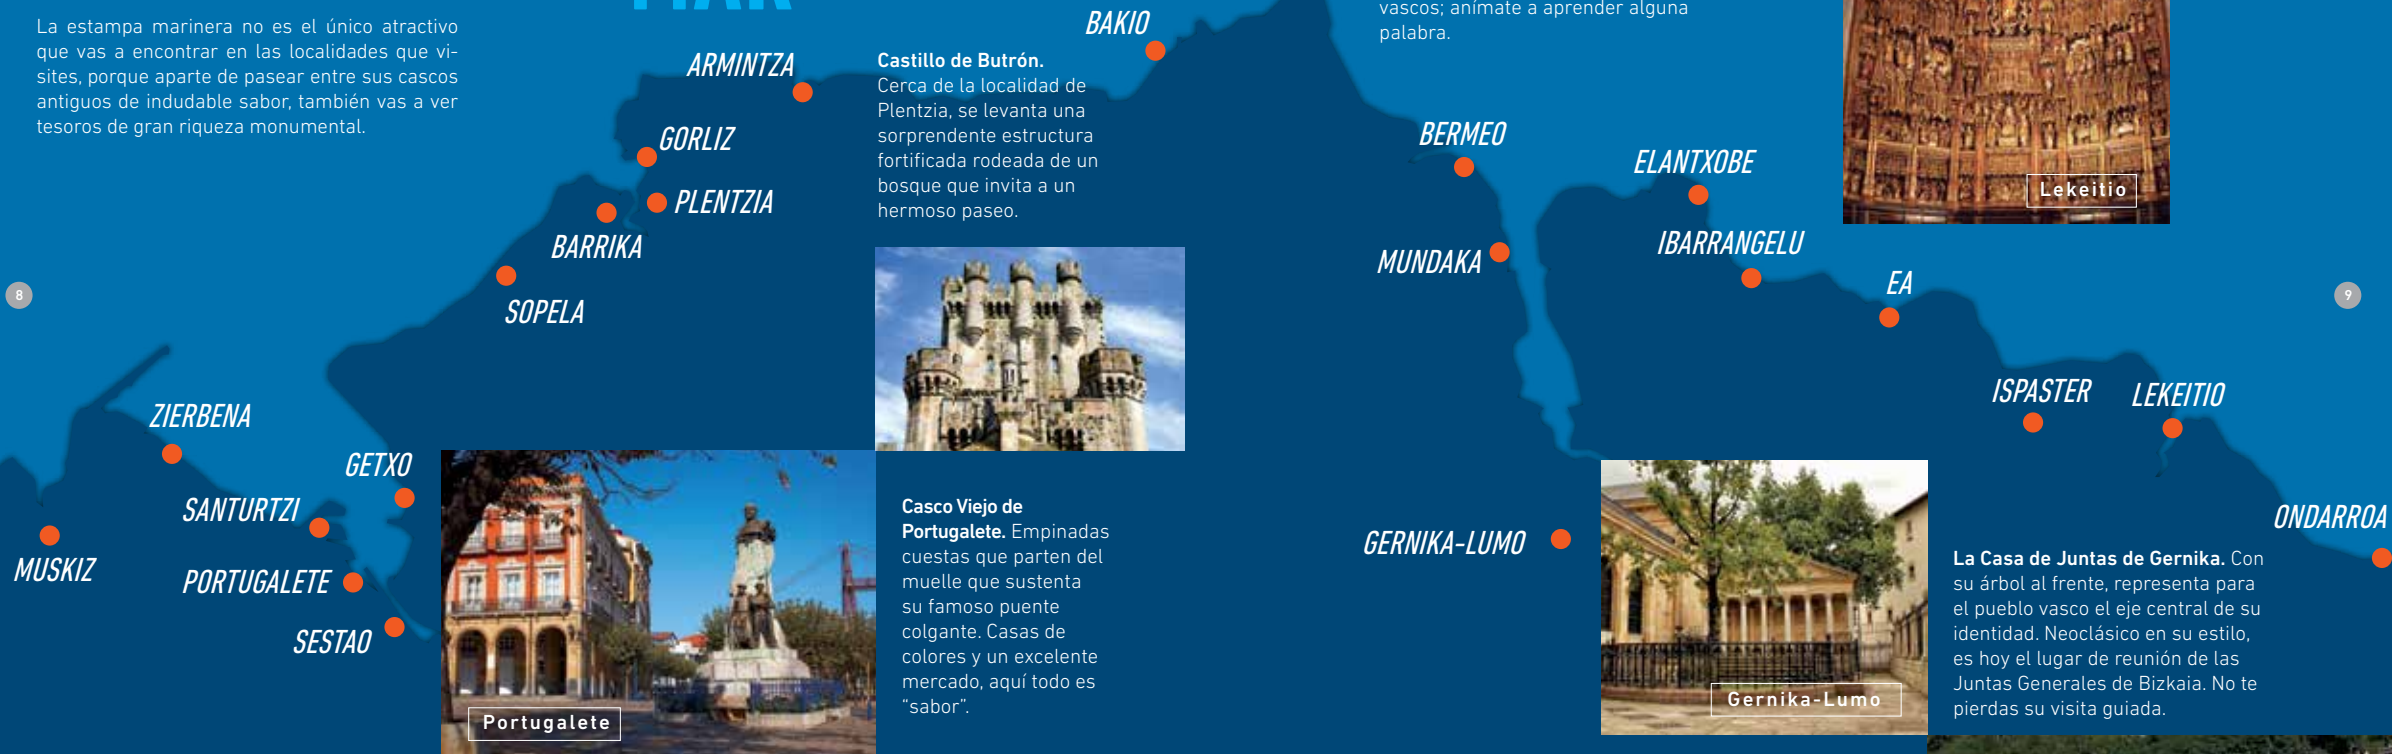 La estampa marinera no es el único atractivo
que vas a encontrar en las localidades que vi-
sites, porque aparte de pasear entre sus cascos
antiguos de indudable sabor, también vas a ver
tesoros de gran riqueza monumental.
BAKIO
ARMINTZA
GORLIZ
PLENTZIA
BARRIKA
SOPELA
Castillo de Butrón.
Cerca de la localidad de
Plentzia, se levanta una
sorprendente estructura
fortificada rodeada de un
bosque que invita a un
hermoso paseo.
8
ZIERBENA
GETXO
SANTURTZI
MUSKIZ
PORTUGALETE
SESTAO
Portugalete
Casco Viejo de
Portugalete. Empinadas
cuestas que parten del
muelle que sustenta
su famoso puente
colgante. Casas de
colores y un excelente
mercado, aquí todo es
“sabor”.
vascos; anímate a aprender alguna
palabra.
Lekeitio
BERMEO
ELANTXOBE
MUNDAKA
IBARRANGELU
EA
9
ISPASTER
LEKEITIO
ONDARROA
GERNIKA-LUMO
Gernika-Lumo
La Casa de Juntas de Gernika. Con
su árbol al frente, representa para
el pueblo vasco el eje central de su
identidad. Neoclásico en su estilo,
es hoy el lugar de reunión de las
Juntas Generales de Bizkaia. No te
pierdas su visita guiada.